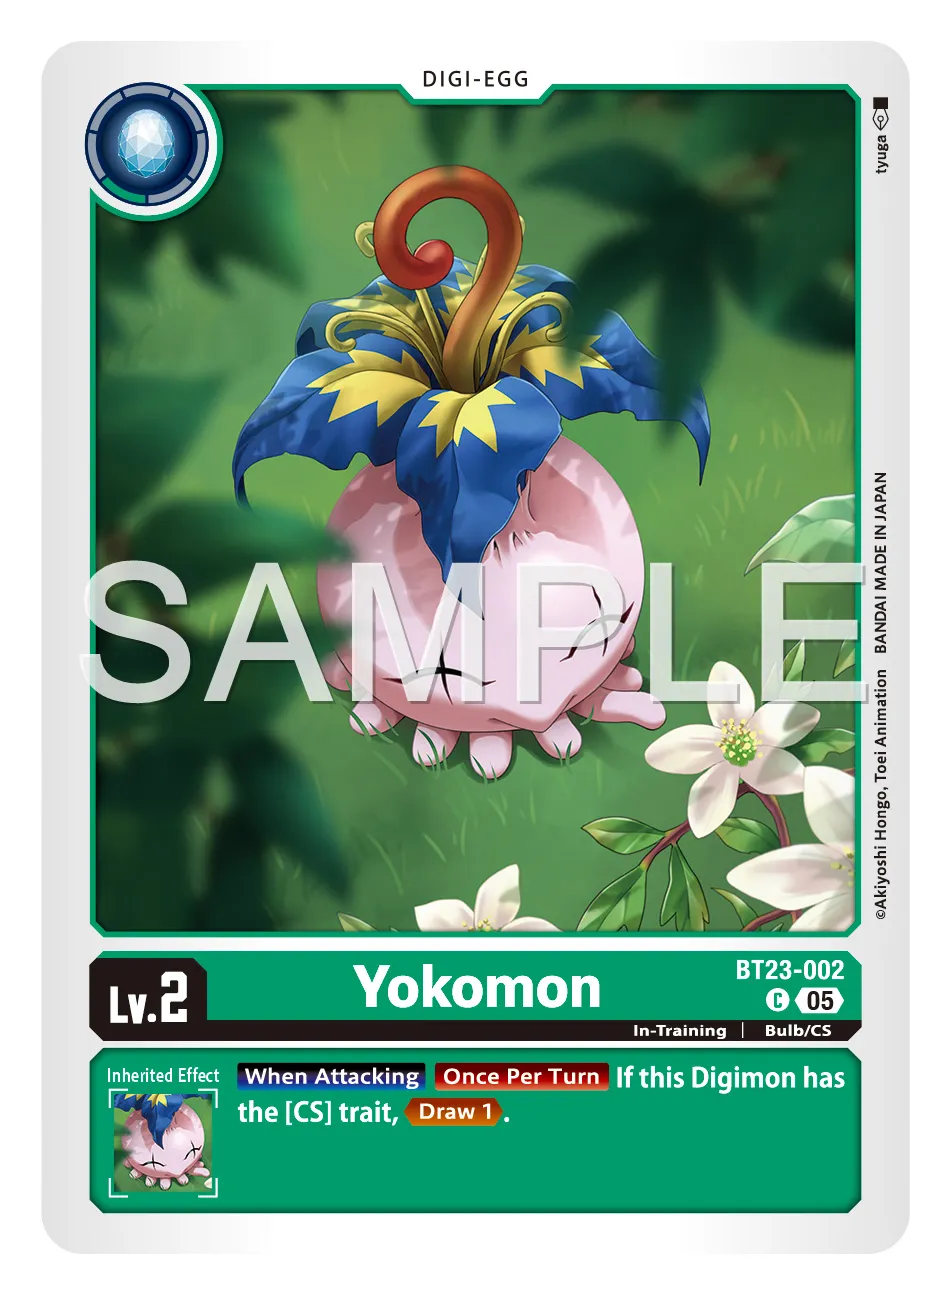 DIGI-EGG
tyuga
SAMPLE
©Akiyoshi Hongo, Toei Animation BANDAI MADE IN JAPAN
Lv.2
Yokomon
BT23-002
C 05
In-Training | Bulb/CS
Inherited Effect
When Attacking Once Per Turn If this Digimon has
the [CS] trait, Draw 1.